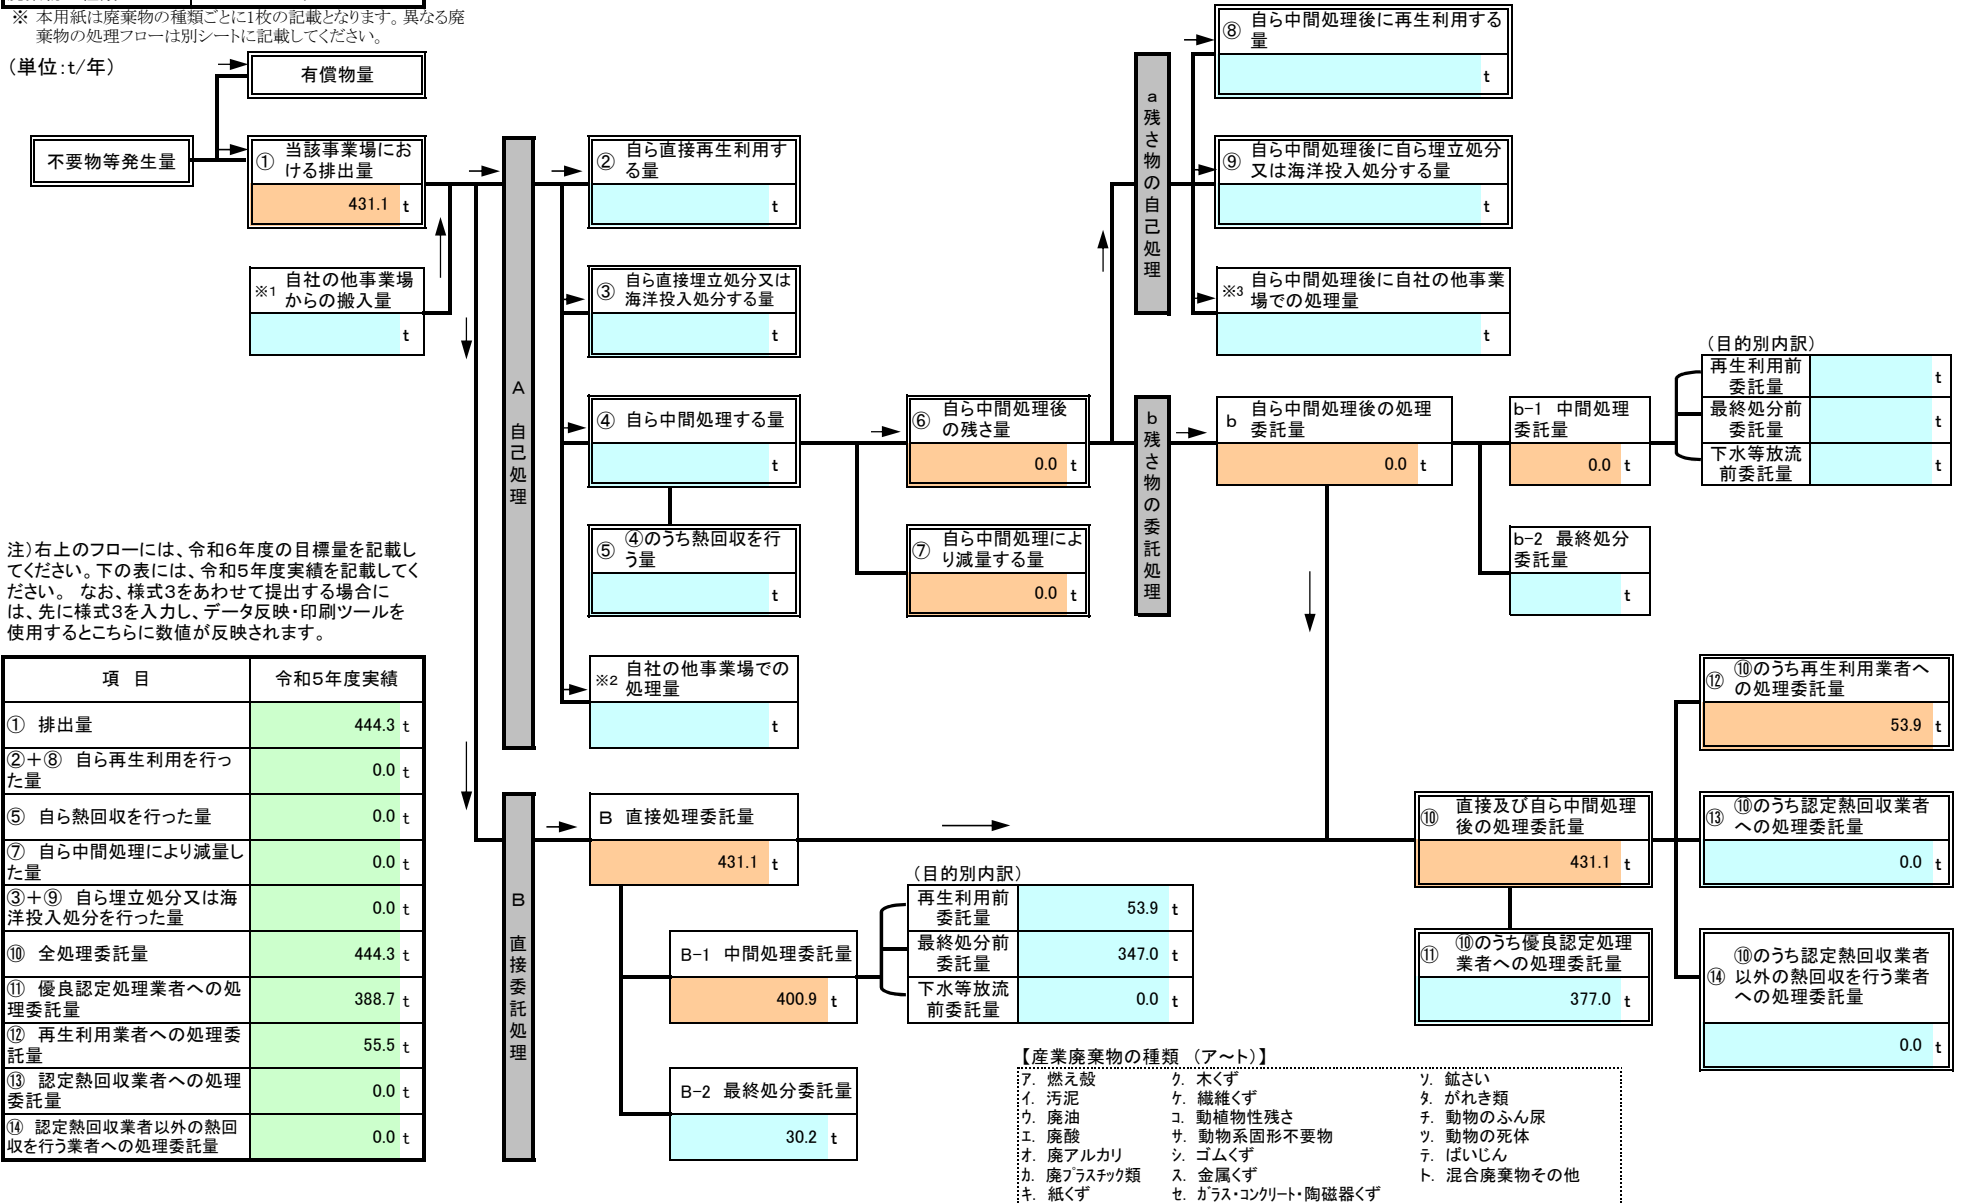 ※ 本用紙は廃棄物の種類ごとに1枚の記載となります。異なる廃
棄物の処理フローは別シートに記載してください。
（単位:t/年）
有償物量
不要物等発生量
① 当該事業場にお
ける排出量
431.1 t
※1 自社の他事業場
からの搬入量
t
A 自己処理
② 自ら直接再生利用す
る量
t
③ 自ら直接埋立処分又は
海洋投入処分する量
t
④ 自ら中間処理する量
t
⑤ ④のうち熱回収を行
う量
t
※2 自社の他事業場での
処理量
t
⑥ 自ら中間処理後
の残さ量
0.0 t
⑦ 自ら中間処理によ
り減量する量
0.0 t
a残さ物の自己処理
⑧ 自ら中間処理後に再生利用する
量
t
⑨ 自ら中間処理後に自ら埋立処分
又は海洋投入処分する量
t
※3 自ら中間処理後に自社の他事業
場での処理量
t
b残さ物の委託処理
b 自ら中間処理後の処理
委託量
0.0 t
b-1 中間処理
委託量
0.0 t
（目的別内訳）
再生利用前
委託量
t
最終処分前
委託量
t
下水等放流
前委託量
t
b-2 最終処分
委託量
t
注）右上のフローには、令和6年度の目標量を記載し
てください。下の表には、令和5年度実績を記載してく
ださい。 なお、様式3をあわせて提出する場合に
は、先に様式3を入力し、データ反映・印刷ツールを
使用するとこちらに数値が反映されます。
項 目 令和5年度実績
① 排出量 444.3 t
②＋⑧ 自ら再生利用を行っ
た量 0.0 t
⑤ 自ら熱回収を行った量 0.0 t
⑦ 自ら中間処理により減量し
た量 0.0 t
③＋⑨ 自ら埋立処分又は海
洋投入処分を行った量 0.0 t
⑩ 全処理委託量 444.3 t
⑪ 優良認定処理業者への処
理委託量 388.7 t
⑫ 再生利用業者への処理委
託量 55.5 t
⑬ 認定熱回収業者への処理
委託量 0.0 t
⑭ 認定熱回収業者以外の熱回
収を行う業者への処理委託量 0.0 t
B 直接委託処理
B 直接処理委託量
431.1 t
B-1 中間処理委託量
400.9 t
B-2 最終処分委託量
30.2 t
（目的別内訳）
再生利用前
委託量
53.9 t
最終処分前
委託量
347.0 t
下水等放流
前委託量
0.0 t
⑩ 直接及び自ら中間処理
後の処理委託量
431.1 t
⑪ ⑩のうち優良認定処理
業者への処理委託量
377.0 t
⑫ ⑩のうち再生利用業者へ
の処理委託量
53.9 t
⑬ ⑩のうち認定熱回収業者
への処理委託量
0.0 t
⑭ ⑩のうち認定熱回収業者
以外の熱回収を行う業者
への処理委託量
0.0 t
【産業廃棄物の種類 （ア～ト）】
ア. 燃え殻 ク. 木くず ソ. 鉱さい
イ. 汚泥 ケ. 繊維くず タ. がれき類
ウ. 廃油 コ. 動植物性残さ チ. 動物のふん尿
エ. 廃酸 サ. 動物系固形不要物 ツ. 動物の死体
オ. 廃アルカリ シ. ゴムくず テ. ばいじん
カ. 廃プラスチック類 ス. 金属くず ト. 混合廃棄物その他
キ. 紙くず セ. ガラス・コンクリート・陶磁器くず